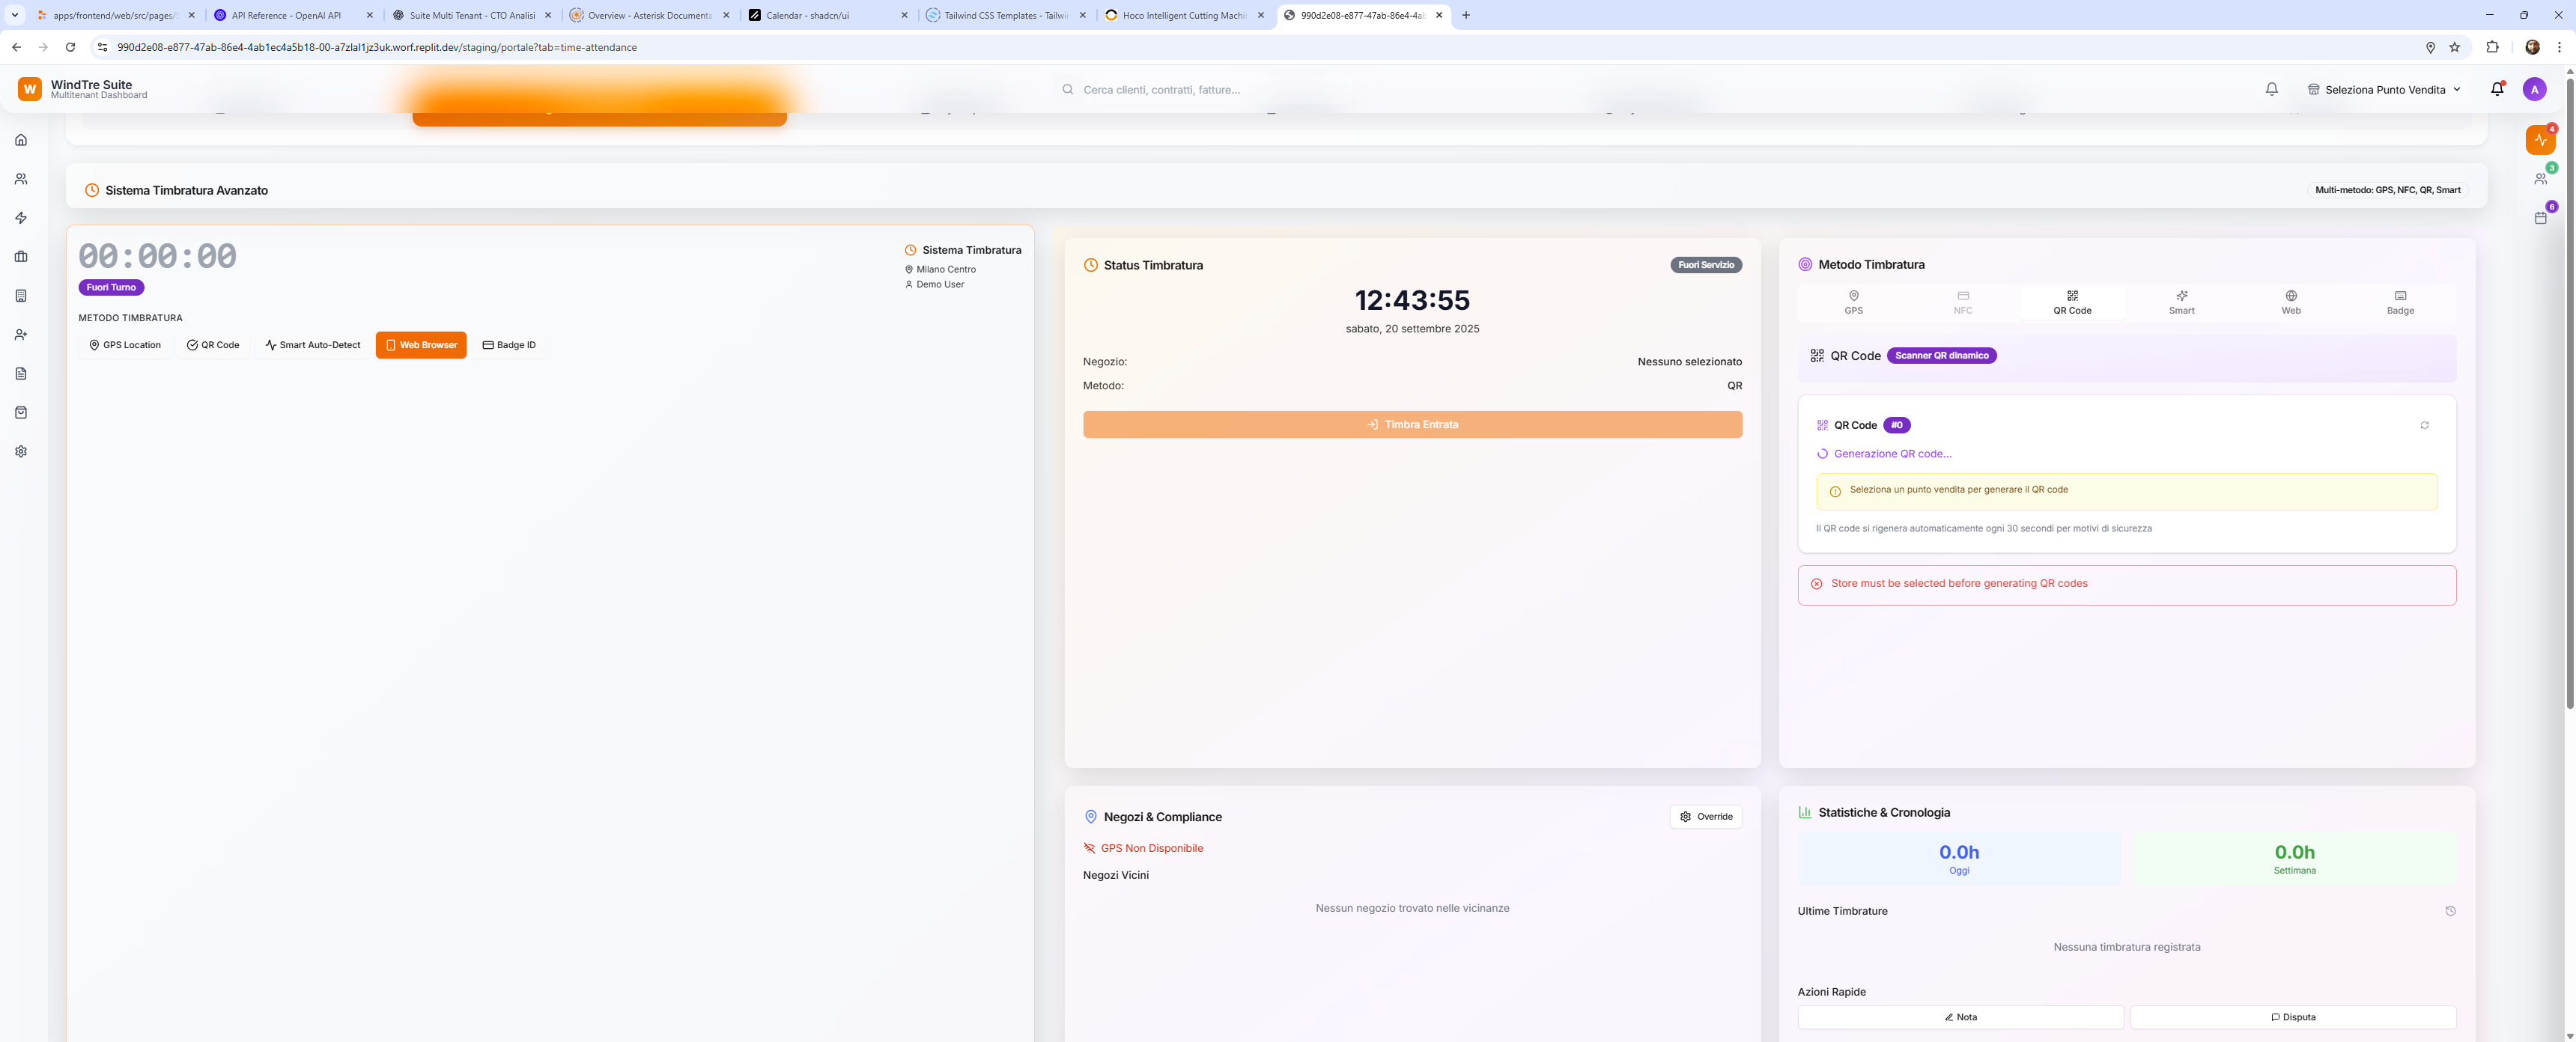 apps/frontend/web/src/pages/S
API Reference - OpenAI API
Suite Multi Tenant - CTO Analisi
Overview - Asterisk Documenta
Calendar - shadcn/ui
Tailwind CSS Templates - Tailwin
Hoco Intelligent Cutting Machin
990d2e08-e877-47ab-86e4-4ab
990d2e08-e877-47ab-86e4-4ab1ec4a5b18-00-a7zlal1jz3uk.worf.replit.dev/staging/portale?tab=time-attendance
W
WindTre Suite
Multitenant Dashboard
Cerca clienti, contratti, fatture...
Seleziona Punto Vendita
A
4
3
6
Sistema Timbratura Avanzato
Multi-metodo: GPS, NFC, QR, Smart
00:00:00
Fuori Turno
Sistema Timbratura
Milano Centro
Demo User
METODO TIMBRATURA
GPS Location
QR Code
Smart Auto-Detect
Web Browser
Badge ID
Status Timbratura
Fuori Servizio
12:43:55
sabato, 20 settembre 2025
Negozio:
Nessuno selezionato
Metodo:
QR
Timbra Entrata
Metodo Timbratura
GPS
NFC
QR Code
Smart
Web
Badge
QR Code
Scanner QR dinamico
QR Code
#0
Generazione QR code...
Seleziona un punto vendita per generare il QR code
Il QR code si rigenera automaticamente ogni 30 secondi per motivi di sicurezza
Store must be selected before generating QR codes
Negozi & Compliance
Override
GPS Non Disponibile
Negozi Vicini
Nessun negozio trovato nelle vicinanze
Statistiche & Cronologia
0.0h
Oggi
0.0h
Settimana
Ultime Timbrature
Nessuna timbratura registrata
Azioni Rapide
Nota
Disputa